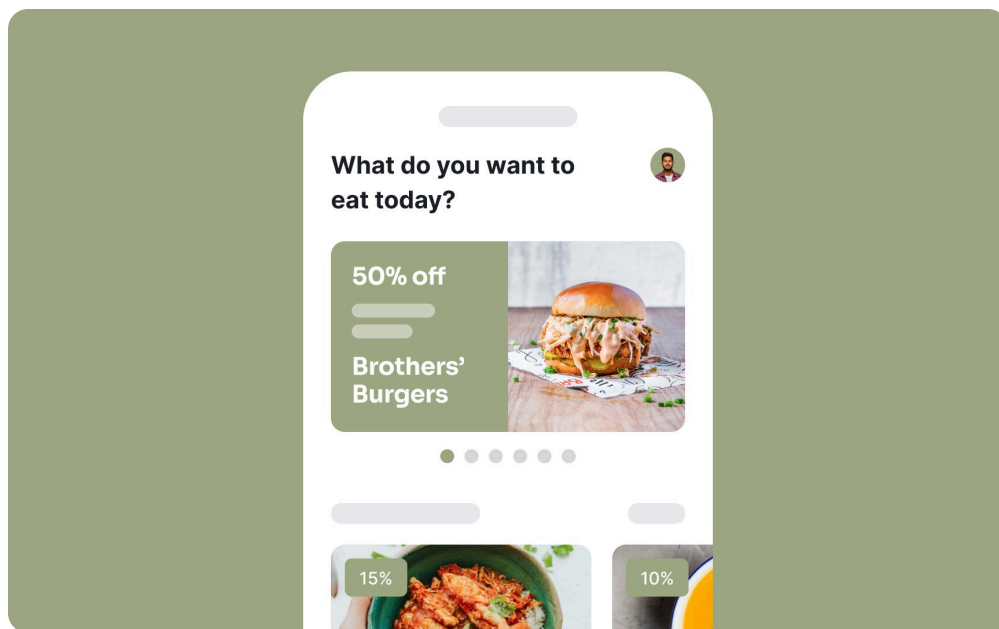 What do you want to
eat today?
50% off
Brothers’
Burgers
15%
10%